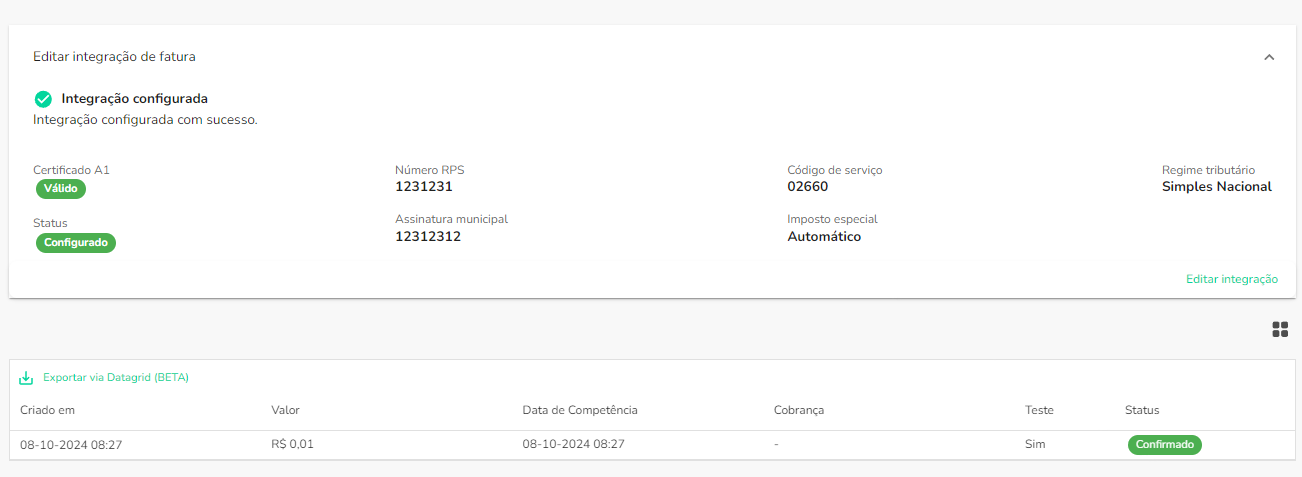 Editar integração de fatura
Integração configurada
Integração configurada com sucesso.
Certificado A1
Válido
Número RPS
1231231
Código de serviço
02660
Regime tributário
Simples Nacional
Status
Configurado
Assinatura municipal
12312312
Imposto especial
Automático
Editar integração
Exportar via Datagrid (BETA)
Criado em Valor Data de Competência Cobrança Teste Status
08-10-2024 08:27 R$ 0,01 08-10-2024 08:27 - Sim Confirmado